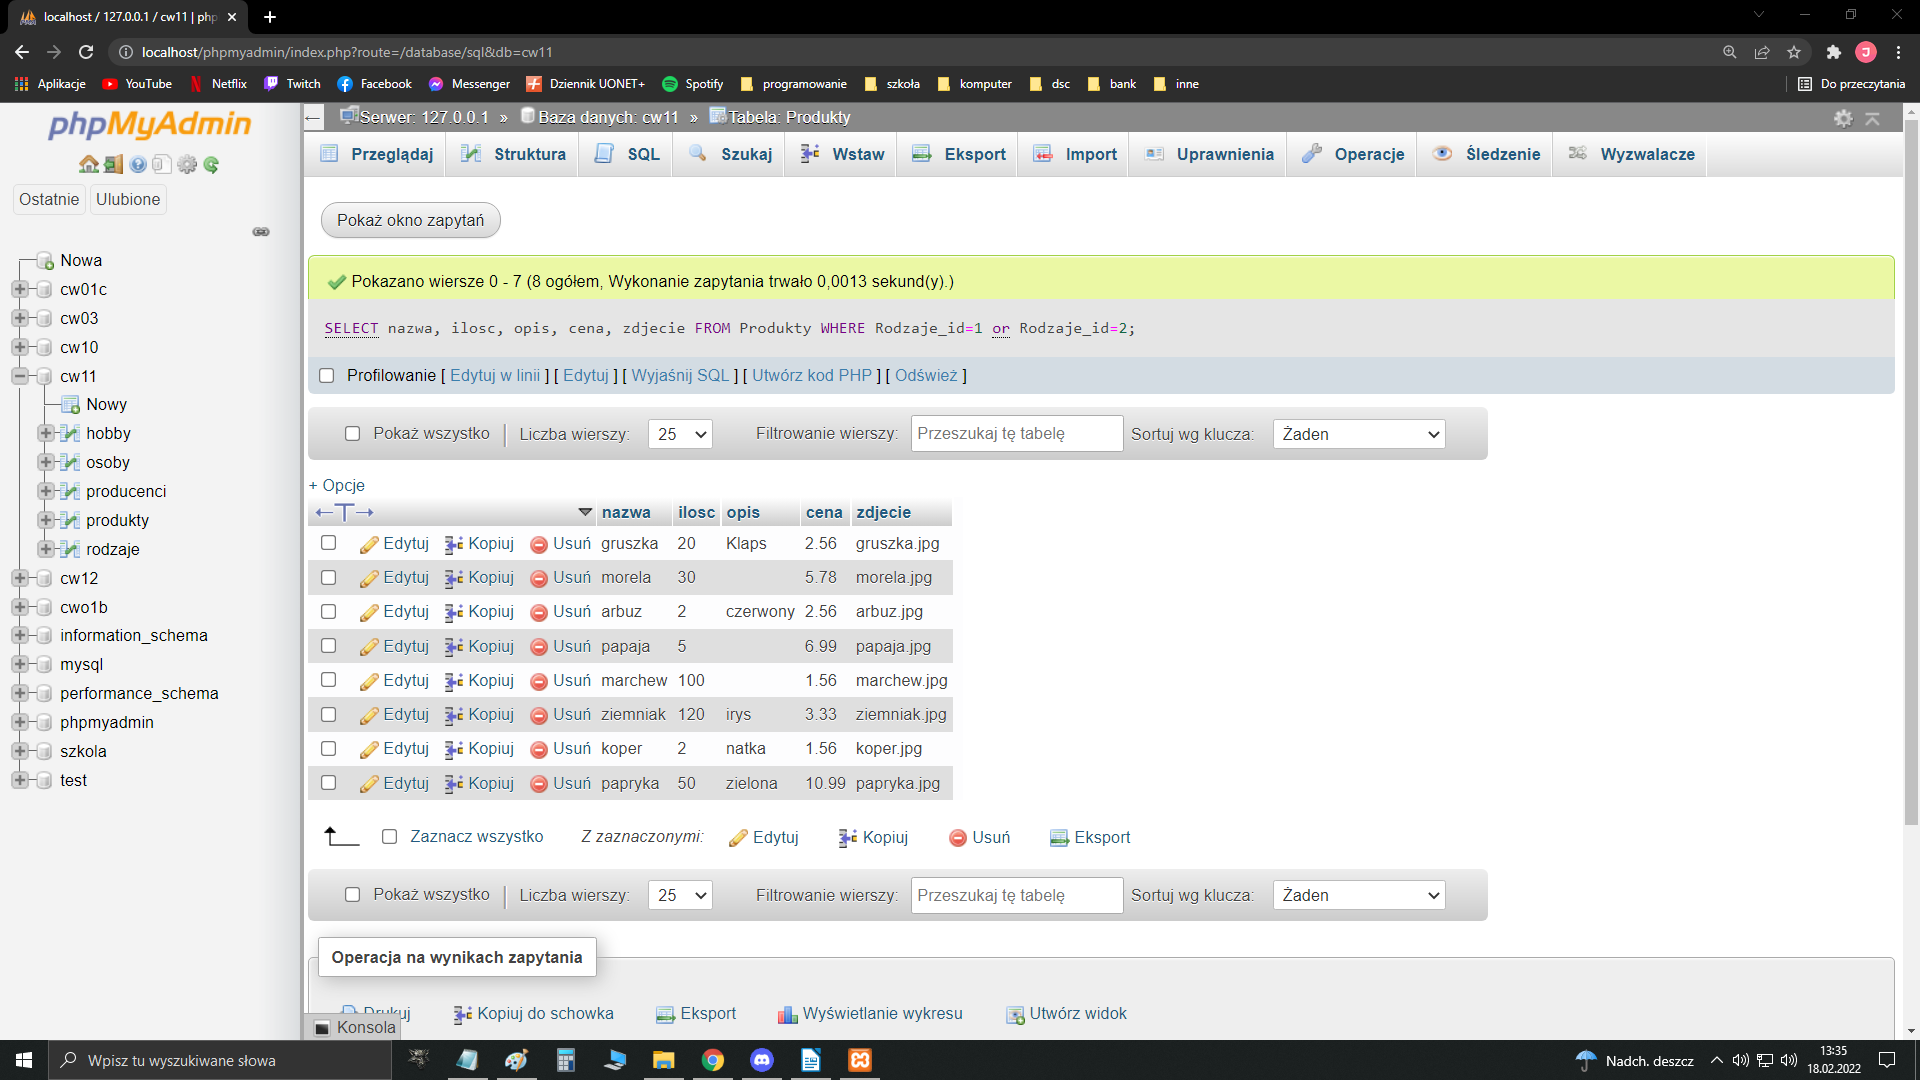 localhost / 127.0.0.1 / cw11 | php
localhost/phpmyadmin/index.php?route=/database/sql&db=cw11
Aplikacje YouTube Netflix Twitch Facebook Messenger Dziennik UONET+ Spotify programowanie szkoła komputer dsc bank inne Do przeczytania
phpMyAdmin
Ostatnie Ulubione
Nowa
cw01c
cw03
cw10
cw11
Nowy
hobby
osoby
producenci
produkty
rodzaje
cw12
cwo1b
information_schema
mysql
performance_schema
phpmyadmin
szkola
test
Serwer: 127.0.0.1 » Baza danych: cw11 » Tabela: Produkty
Przeglądaj Struktura SQL Szukaj Wstaw Eksport Import Uprawnienia Operacje Śledzenie Wyzwalacze
Pokaż okno zapytań
Pokazano wiersze 0 - 7 (8 ogółem, Wykonanie zapytania trwało 0,0013 sekund(y).)
SELECT nazwa, ilosc, opis, cena, zdjecie FROM Produkty WHERE Rodzaje_id=1 or Rodzaje_id=2;
Profilowanie [ Edytuj w linii ] [ Edytuj ] [ Wyjaśnij SQL ] [ Utwórz kod PHP ] [ Odśwież ]
Pokaż wszystko | Liczba wierszy: 25 Filtrowanie wierszy: Przeszukaj tę tabelę Sortuj wg klucza: Żaden
+ Opcje
←T→ nazwa ilosc opis cena zdjecie
Edytuj Kopiuj Usuń gruszka 20 Klaps 2.56 gruszka.jpg
Edytuj Kopiuj Usuń morela 30 5.78 morela.jpg
Edytuj Kopiuj Usuń arbuz 2 czerwony 2.56 arbuz.jpg
Edytuj Kopiuj Usuń papaja 5 6.99 papaja.jpg
Edytuj Kopiuj Usuń marchew 100 1.56 marchew.jpg
Edytuj Kopiuj Usuń ziemniak 120 irys 3.33 ziemniak.jpg
Edytuj Kopiuj Usuń koper 2 natka 1.56 koper.jpg
Edytuj Kopiuj Usuń papryka 50 zielona 10.99 papryka.jpg
Zaznacz wszystko Z zaznaczonymi: Edytuj Kopiuj Usuń Eksport
Pokaż wszystko | Liczba wierszy: 25 Filtrowanie wierszy: Przeszukaj tę tabelę Sortuj wg klucza: Żaden
Operacja na wynikach zapytania
Drukuj Kopiuj do schowka Eksport Wyświetlanie wykresu Utwórz widok
Konsola
Wpisz tu wyszukiwane słowa
Nadch. deszcz
13:35
18.02.2022